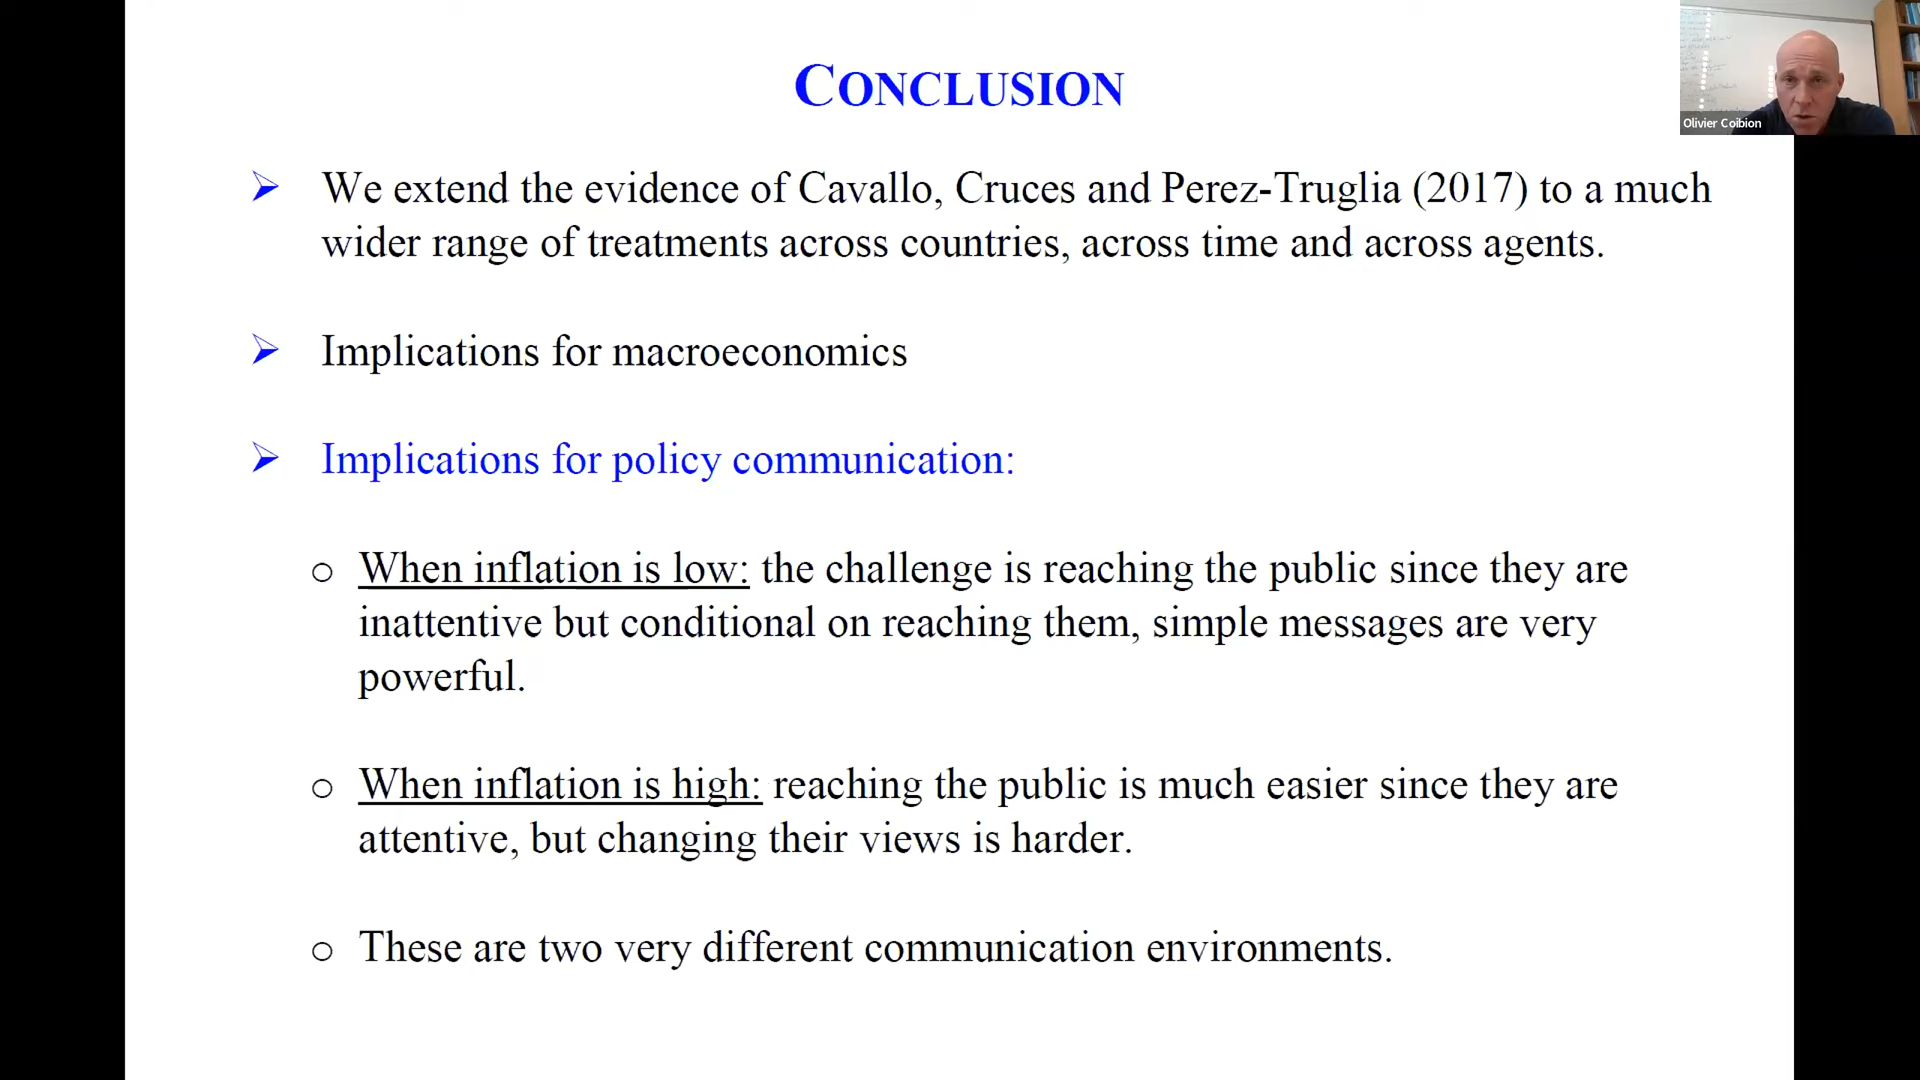 CONCLUSION
Olivier Coibion
➢ We extend the evidence of Cavallo, Cruces and Perez-Truglia (2017) to a much
wider range of treatments across countries, across time and across agents.
➢ Implications for macroeconomics
➢ Implications for policy communication:
o When inflation is low: the challenge is reaching the public since they are
inattentive but conditional on reaching them, simple messages are very
powerful.
o When inflation is high: reaching the public is much easier since they are
attentive, but changing their views is harder.
o These are two very different communication environments.